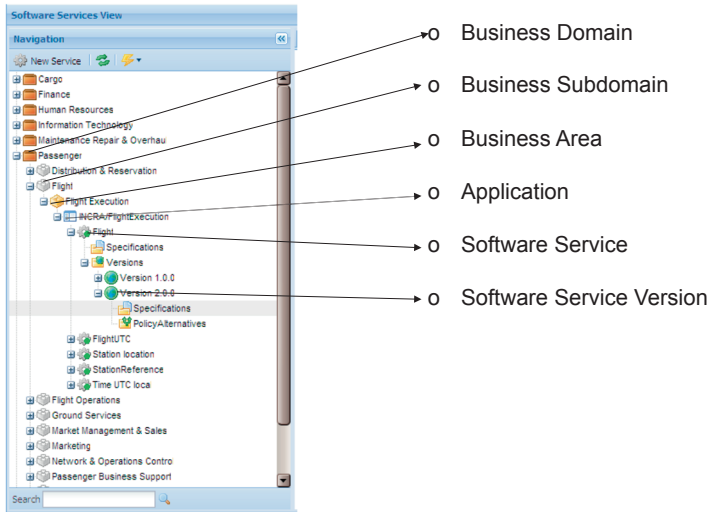 Software Services View
Navigation
New Service
Cargo
Finance
Human Resources
Information Technology
Maintenance Repair & Overhau
Passenger
Distribution & Reservation
Flight
Flight Execution
INCRA/FlightExecution
Flight
Specifications
Versions
Version 1.0.0
Version 2.0.0
Specifications
PolicyAlternatives
FlightUTC
Station location
StationReference
Time UTC loca
Flight Operations
Ground Services
Market Management & Sales
Marketing
Network & Operations Contro
Passenger Business Support
Search
o Business Domain
o Business Subdomain
o Business Area
o Application
o Software Service
o Software Service Version